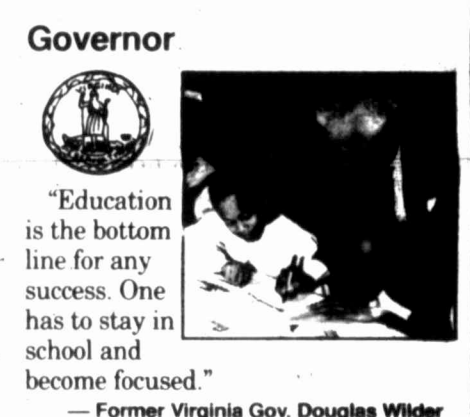 Governor
"Education
is the bottom
line for any
success. One
has to stay in
school and
become focused."
— Former Virginia Gov. Douglas Wilder